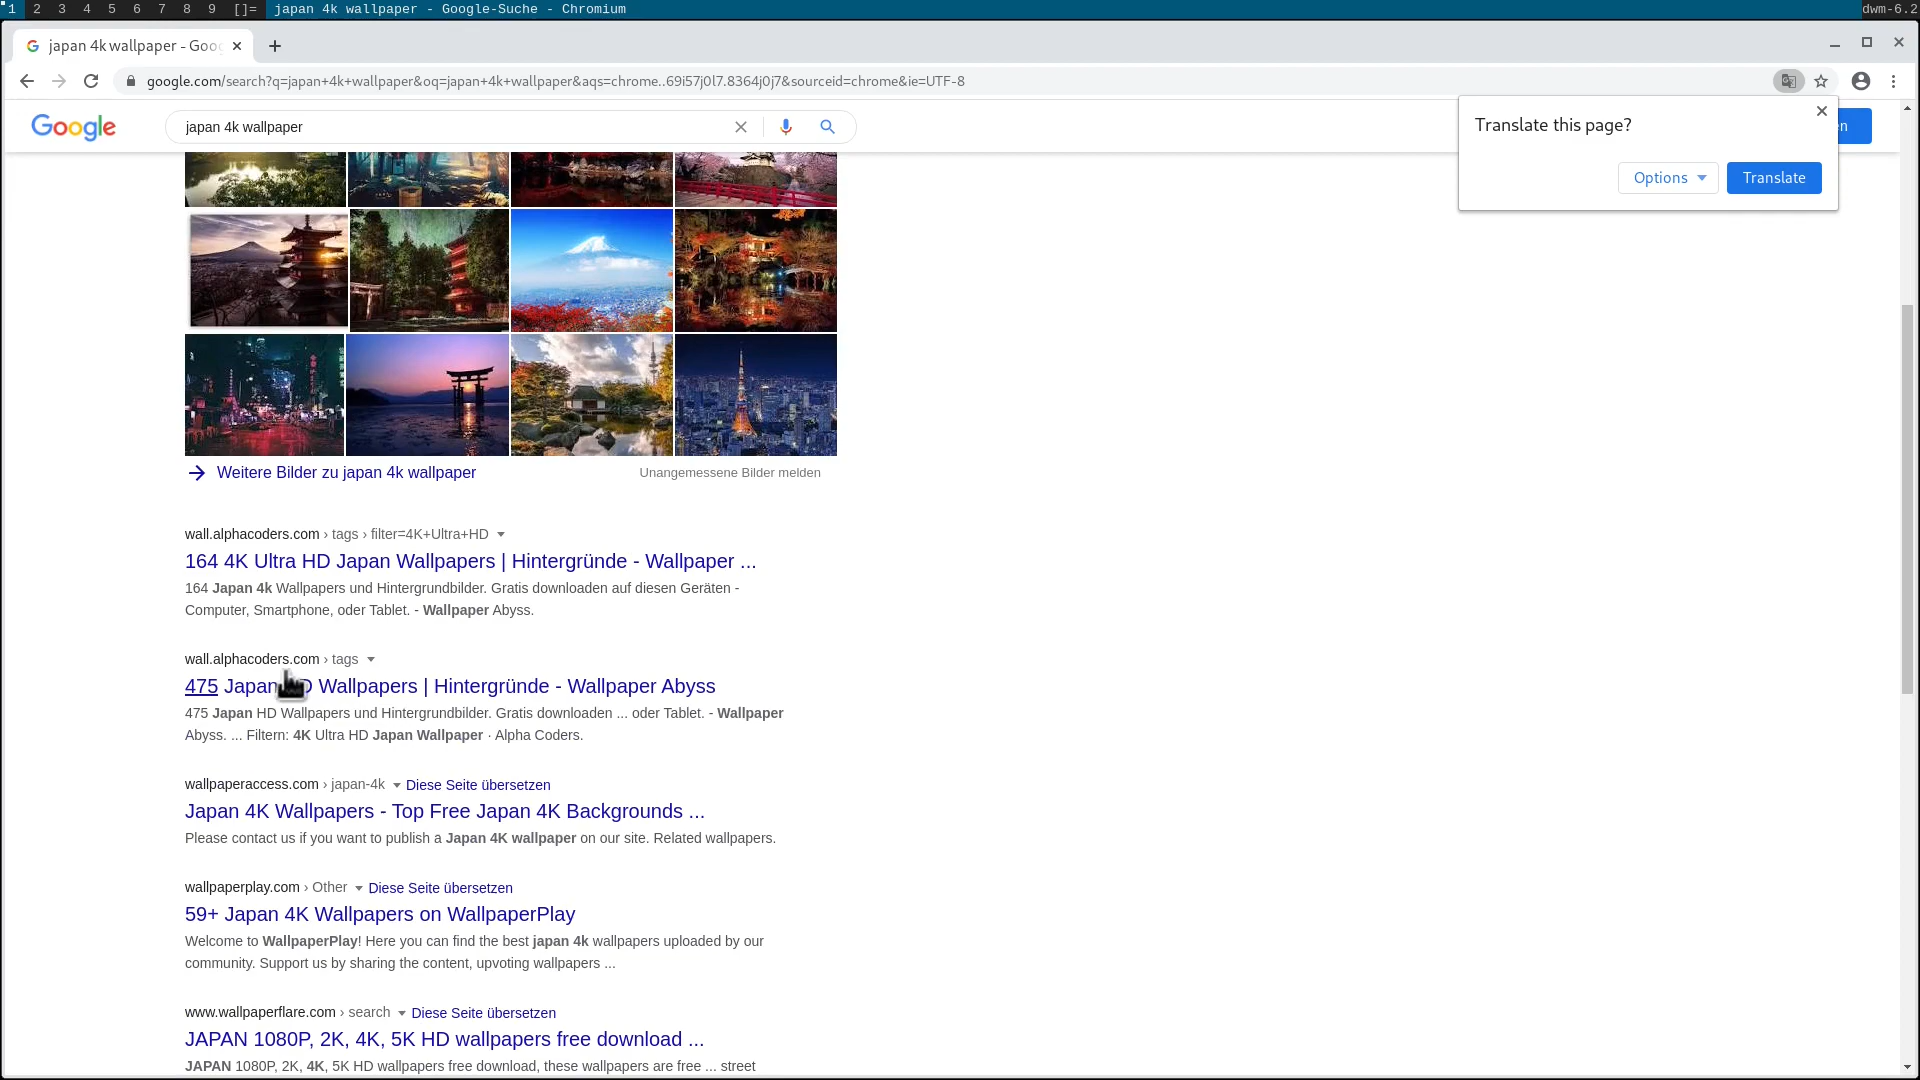 1 2 3 4 5 6 7 8 9 []= japan 4k wallpaper - Google-Suche - Chromium dwm-6.2
japan 4k wallpaper - Goo
google.com/search?q=japan+4k+wallpaper&oq=japan+4k+wallpaper&aqs=chrome..69i57j0l7.8364j0j7&sourceid=chrome&ie=UTF-8
Google
japan 4k wallpaper
en
Translate this page?
Options
Translate
Weitere Bilder zu japan 4k wallpaper
Unangemessene Bilder melden
wall.alphacoders.com › tags › filter=4K+Ultra+HD
164 4K Ultra HD Japan Wallpapers | Hintergründe - Wallpaper ...
164 Japan 4k Wallpapers und Hintergrundbilder. Gratis downloaden auf diesen Geräten -
Computer, Smartphone, oder Tablet. - Wallpaper Abyss.
wall.alphacoders.com › tags
475 Japan D Wallpapers | Hintergründe - Wallpaper Abyss
475 Japan HD Wallpapers und Hintergrundbilder. Gratis downloaden ... oder Tablet. - Wallpaper
Abyss. ... Filtern: 4K Ultra HD Japan Wallpaper · Alpha Coders.
wallpaperaccess.com › japan-4k Diese Seite übersetzen
Japan 4K Wallpapers - Top Free Japan 4K Backgrounds ...
Please contact us if you want to publish a Japan 4K wallpaper on our site. Related wallpapers.
wallpaperplay.com › Other Diese Seite übersetzen
59+ Japan 4K Wallpapers on WallpaperPlay
Welcome to WallpaperPlay! Here you can find the best japan 4k wallpapers uploaded by our
community. Support us by sharing the content, upvoting wallpapers ...
www.wallpaperflare.com › search Diese Seite übersetzen
JAPAN 1080P, 2K, 4K, 5K HD wallpapers free download ...
JAPAN 1080P, 2K, 4K, 5K HD wallpapers free download, these wallpapers are free ... street